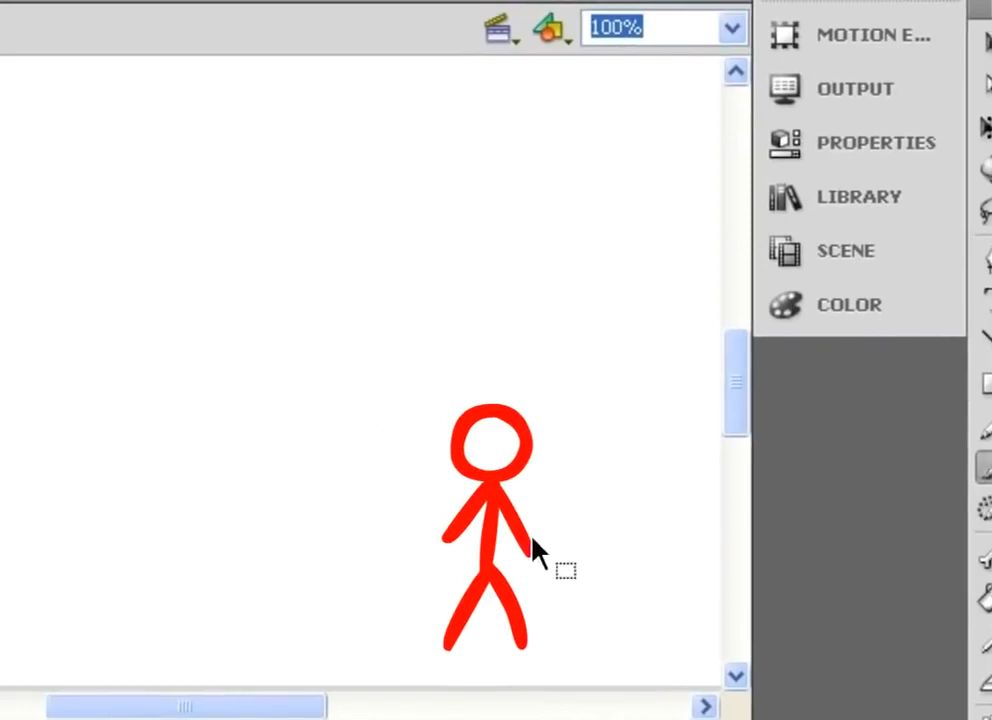 100%
MOTION E...
OUTPUT
PROPERTIES
LIBRARY
SCENE
COLOR